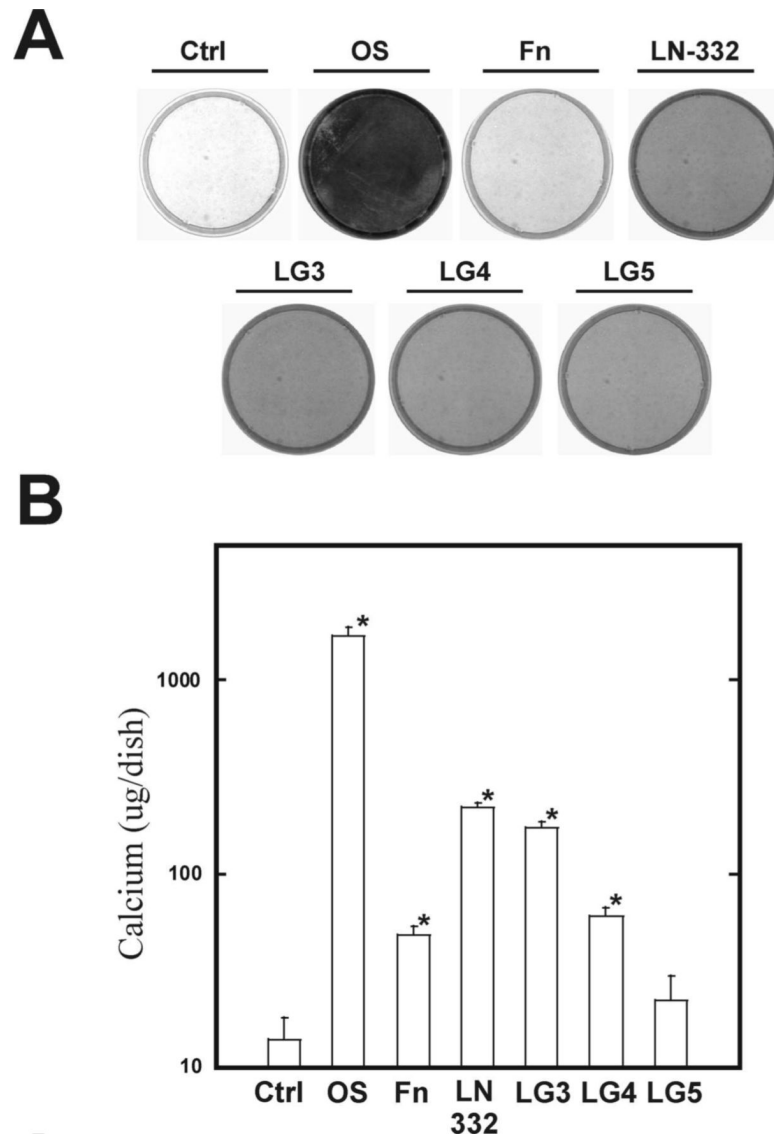 A
Ctrl OS Fn LN-332
LG3 LG4 LG5
B
Calcium (ug/dish)
1000
100
10
* * * * *
Ctrl OS Fn LN 332 LG3 LG4 LG5